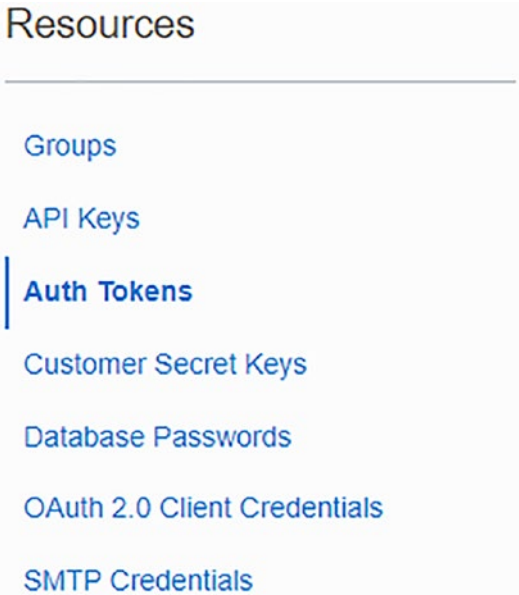 Resources
Groups
API Keys
Auth Tokens
Customer Secret Keys
Database Passwords
OAuth 2.0 Client Credentials
SMTP Credentials